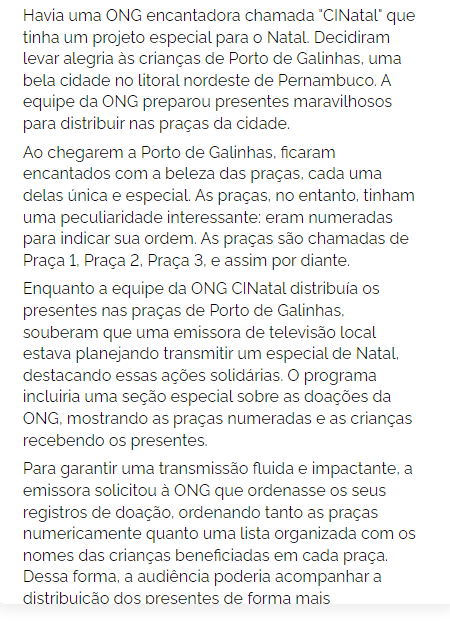 Havia uma ONG encantadora chamada "CINatal" que
tinha um projeto especial para o Natal. Decidiram
levar alegria às crianças de Porto de Galinhas, uma
bela cidade no litoral nordeste de Pernambuco. A
equipe da ONG preparou presentes maravilhosos
para distribuir nas praças da cidade.
Ao chegarem a Porto de Galinhas, ficaram
encantados com a beleza das praças, cada uma
delas única e especial. As praças, no entanto, tinham
uma peculiaridade interessante: eram numeradas
para indicar sua ordem. As praças são chamadas de
Praça 1, Praça 2, Praça 3, e assim por diante.
Enquanto a equipe da ONG CINatal distribuía os
presentes nas praças de Porto de Galinhas,
souberam que uma emissora de televisão local
estava planejando transmitir um especial de Natal,
destacando essas ações solidárias. O programa
incluiria uma seção especial sobre as doações da
ONG, mostrando as praças numeradas e as crianças
recebendo os presentes.
Para garantir uma transmissão fluida e impactante, a
emissora solicitou à ONG que ordenasse os seus
registros de doação, ordenando tanto as praças
numericamente quanto uma lista organizada com os
nomes das crianças beneficiadas em cada praça.
Dessa forma, a audiência poderia acompanhar a
distribuição dos presentes de forma mais